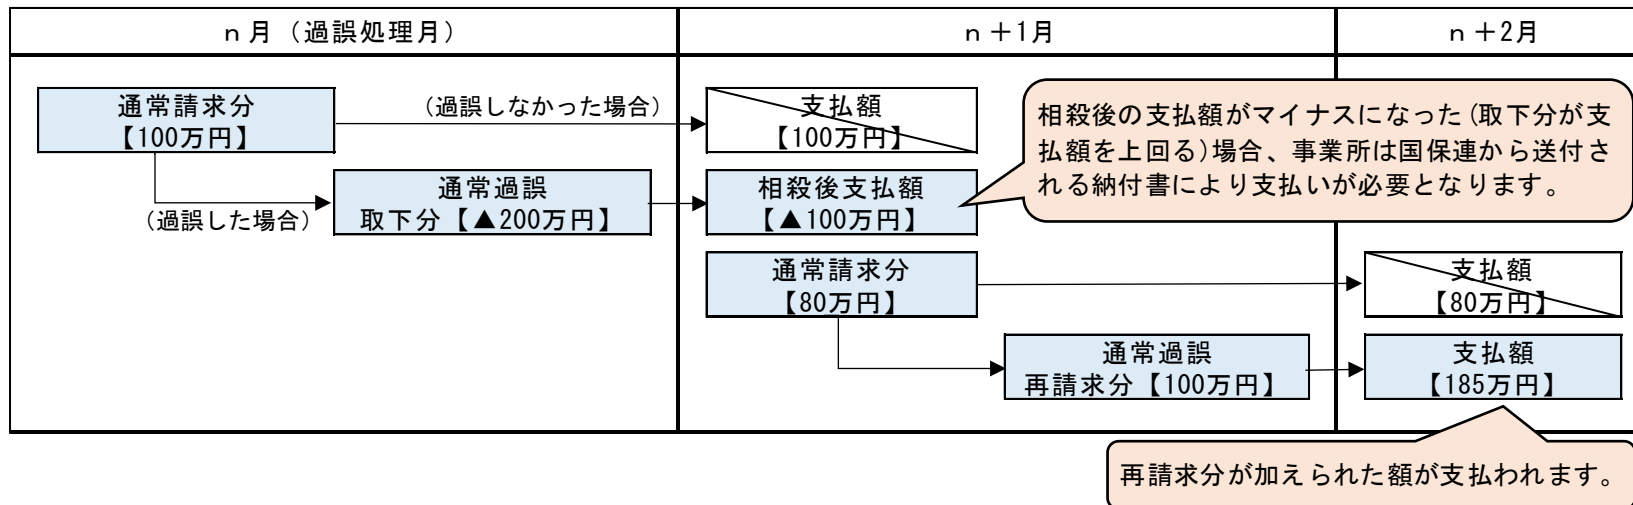 ｎ月（過誤処理月）
ｎ＋1月
ｎ＋2月
通常請求分
【100万円】
（過誤しなかった場合）
支払額
【100万円】
相殺後の支払額がマイナスになった(取下分が支
払額を上回る)場合、事業所は国保連から送付さ
れる納付書により支払いが必要となります。
（過誤した場合）
通常過誤
取下分【▲200万円】
相殺後支払額
【▲100万円】
通常請求分
【80万円】
支払額
【80万円】
通常過誤
再請求分【100万円】
支払額
【185万円】
再請求分が加えられた額が支払われます。